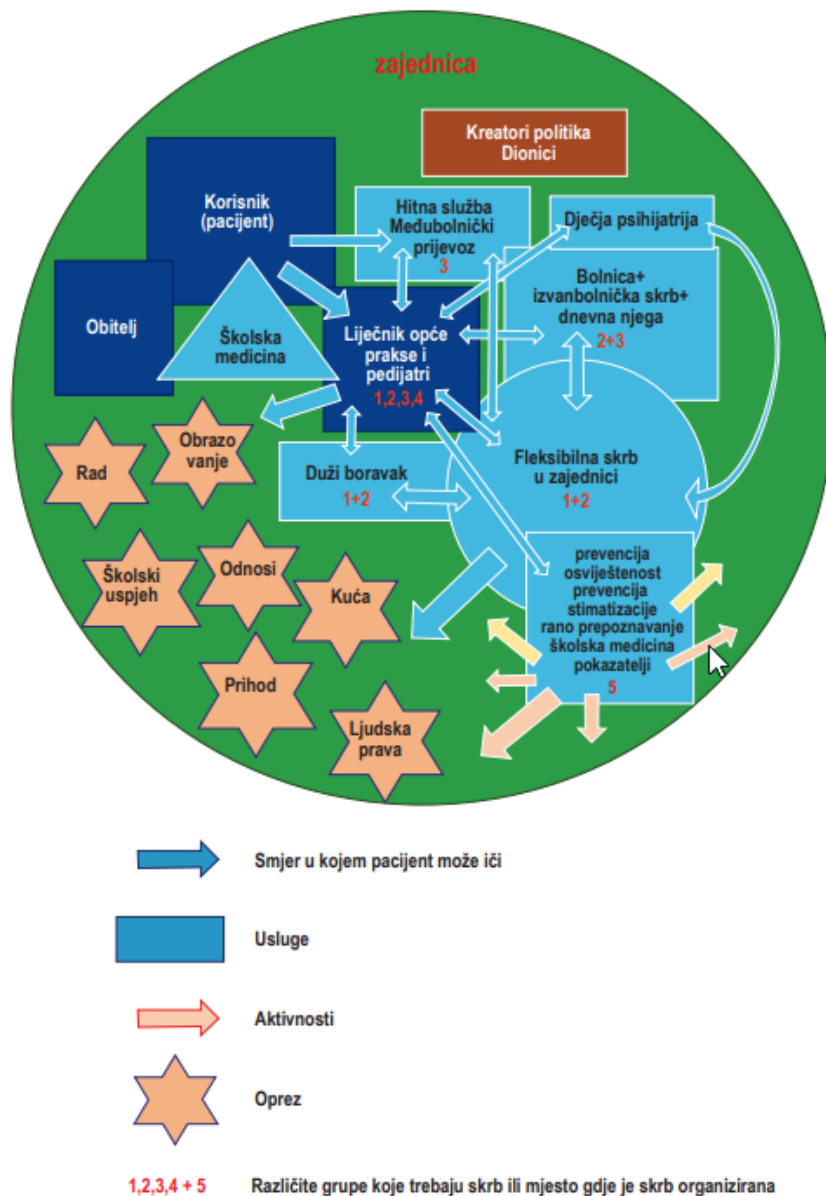 zajednica
Kreatori politika
Dionici
Korisnik
(pacijent)
Hitna služba
Međubolnički
prijevoz
3
Dječja psihijatrija
Bolnica+
izvanbolnička skrb+
dnevna njega
2+3
Obitelj
Školska
medicina
Liječnik opće
prakse i
pedijatri
1,2,3,4
Obrazo
vanje
Rad
Duži boravak
1+2
Fleksibilna skrb
u zajednici
1+2
Školski
uspjeh
Odnosi
Kuća
prevencija
osviještenost
prevencija
stimatizacije
rano prepoznavanje
školska medicina
pokazatelji
5
Prihod
Ljudska
prava
Smjer u kojem pacijent može iči
Usluge
Aktivnosti
Oprez
1,2,3,4 + 5 Različite grupe koje trebaju skrb ili mjesto gdje je skrb organizirana